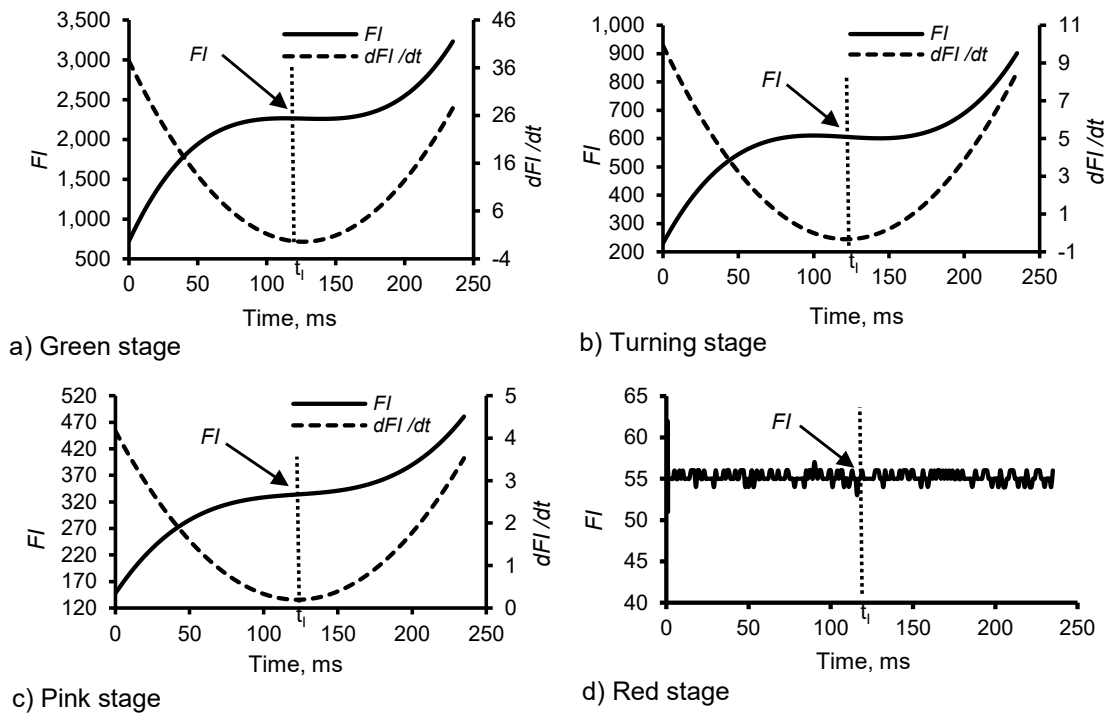 3,500
3,000
2,500
2,000
1,500
1,000
500
FI
46
36
26
16
6
-4
dFI /dt
FI
dFI /dt
FI
0
50
100
150
200
250
t_I
Time, ms
a) Green stage
1,000
900
800
700
600
500
400
300
200
FI
11
9
7
5
3
1
-1
dFI /dt
FI
dFI /dt
FI
0
50
100
150
200
250
t_I
Time, ms
b) Turning stage
520
470
420
370
320
270
220
170
120
FI
5
4
3
2
1
0
dFI /dt
FI
dFI /dt
FI
0
50
100
150
200
250
t_I
Time, ms
c) Pink stage
65
60
55
50
45
40
FI
FI
0
50
100
150
200
250
t_I
Time, ms
d) Red stage